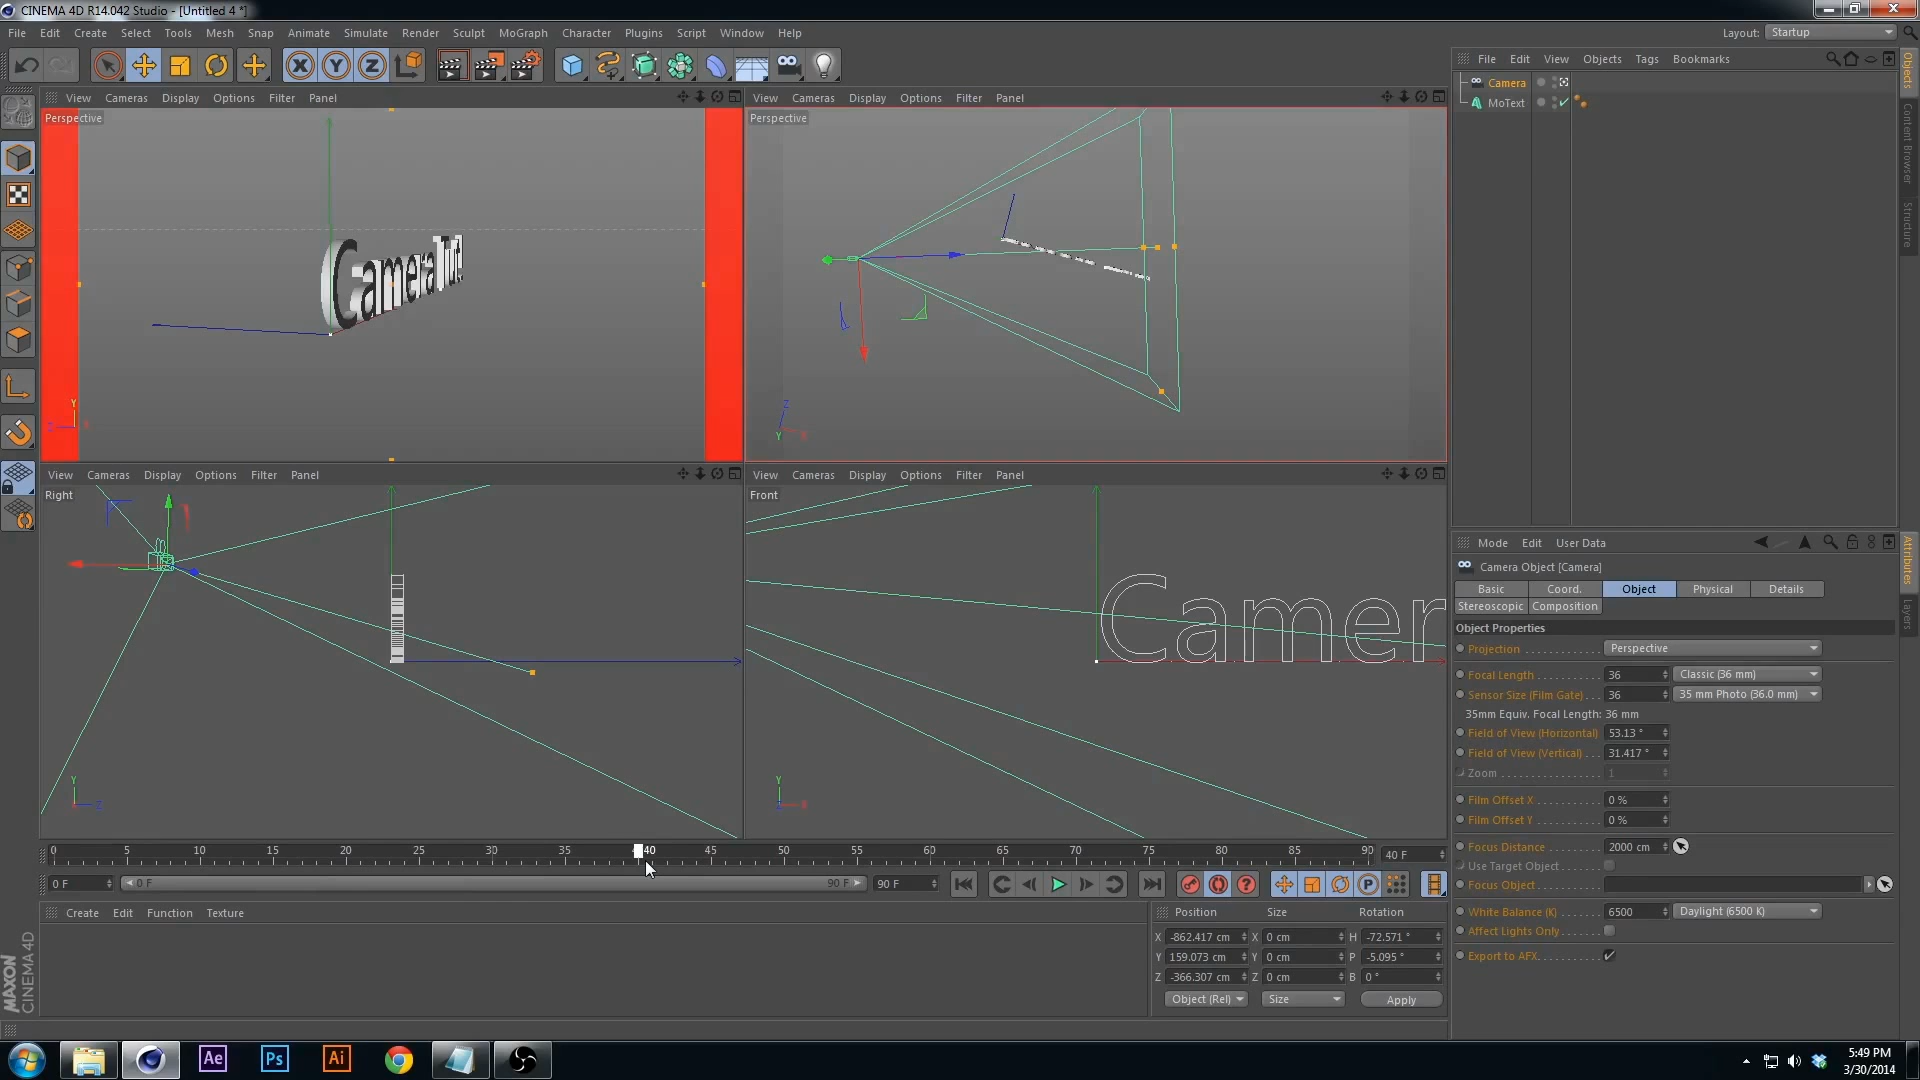 CINEMA 4D R14.042 Studio - [Untitled 4 *]
File Edit Create Select Tools Mesh Snap Animate Simulate Render Sculpt MoGraph Character Plugins Script Window Help
Layout: Startup
View Cameras Display Options Filter Panel
Perspective
View Cameras Display Options Filter Panel
Perspective
File Edit View Objects Tags Bookmarks
Camera
MoText
Objects
Content Browser
Structure
View Cameras Display Options Filter Panel
Right
View Cameras Display Options Filter Panel
Front
Camer
Mode Edit User Data
Camera Object [Camera]
Basic Coord. Object Physical Details
Stereoscopic Composition
Object Properties
Projection Perspective
Focal Length 36 Classic (36 mm)
Sensor Size (Film Gate) 36 35 mm Photo (36.0 mm)
35mm Equiv. Focal Length: 36 mm
Field of View (Horizontal) 53.13 °
Field of View (Vertical) 31.417 °
Zoom 1
Film Offset X 0 %
Film Offset Y 0 %
Focus Distance 2000 cm
Use Target Object
Focus Object
White Balance (K) 6500 Daylight (6500 K)
Affect Lights Only
Export to AFX
Attributes
Layers
0 5 10 15 20 25 30 35 40 45 50 55 60 65 70 75 80 85 90 40 F
0 F 0 F 90 F 90 F
Create Edit Function Texture
Position Size Rotation
X -862.417 cm X 0 cm H -72.571 °
Y 159.073 cm Y 0 cm P -5.095 °
Z -366.307 cm Z 0 cm B 0 °
Object (Rel) Size Apply
MAXON
CINEMA 4D
Ae Ps Ai
5:49 PM
3/30/2014